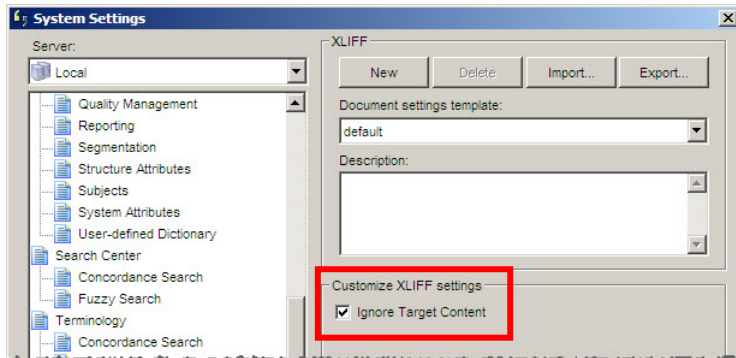 System Settings
Server:
Local
Quality Management
Reporting
Segmentation
Structure Attributes
Subjects
System Attributes
User-defined Dictionary
Search Center
Concordance Search
Fuzzy Search
Terminology
Concordance Search
XLIFF
New Delete Import... Export...
Document settings template:
default
Description:
Customize XLIFF settings
Ignore Target Content